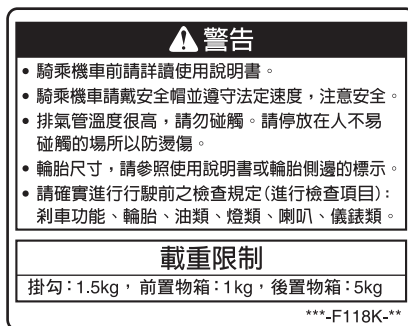 警告
• 騎乘機車前請詳讀使用說明書。
• 騎乘機車請戴安全帽並遵守法定速度，注意安全。
• 排氣管溫度很高，請勿碰觸。請停放在人不易
碰觸的場所以防燙傷。
• 輪胎尺寸，請參照使用說明書或輪胎側邊的標示。
• 請確實進行行駛前之檢查規定(進行檢查項目)：
剎車功能、輪胎、油類、燈類、喇叭、儀錶類。
載重限制
掛勾：1.5kg，前置物箱：1kg，後置物箱：5kg
***-F118K-**